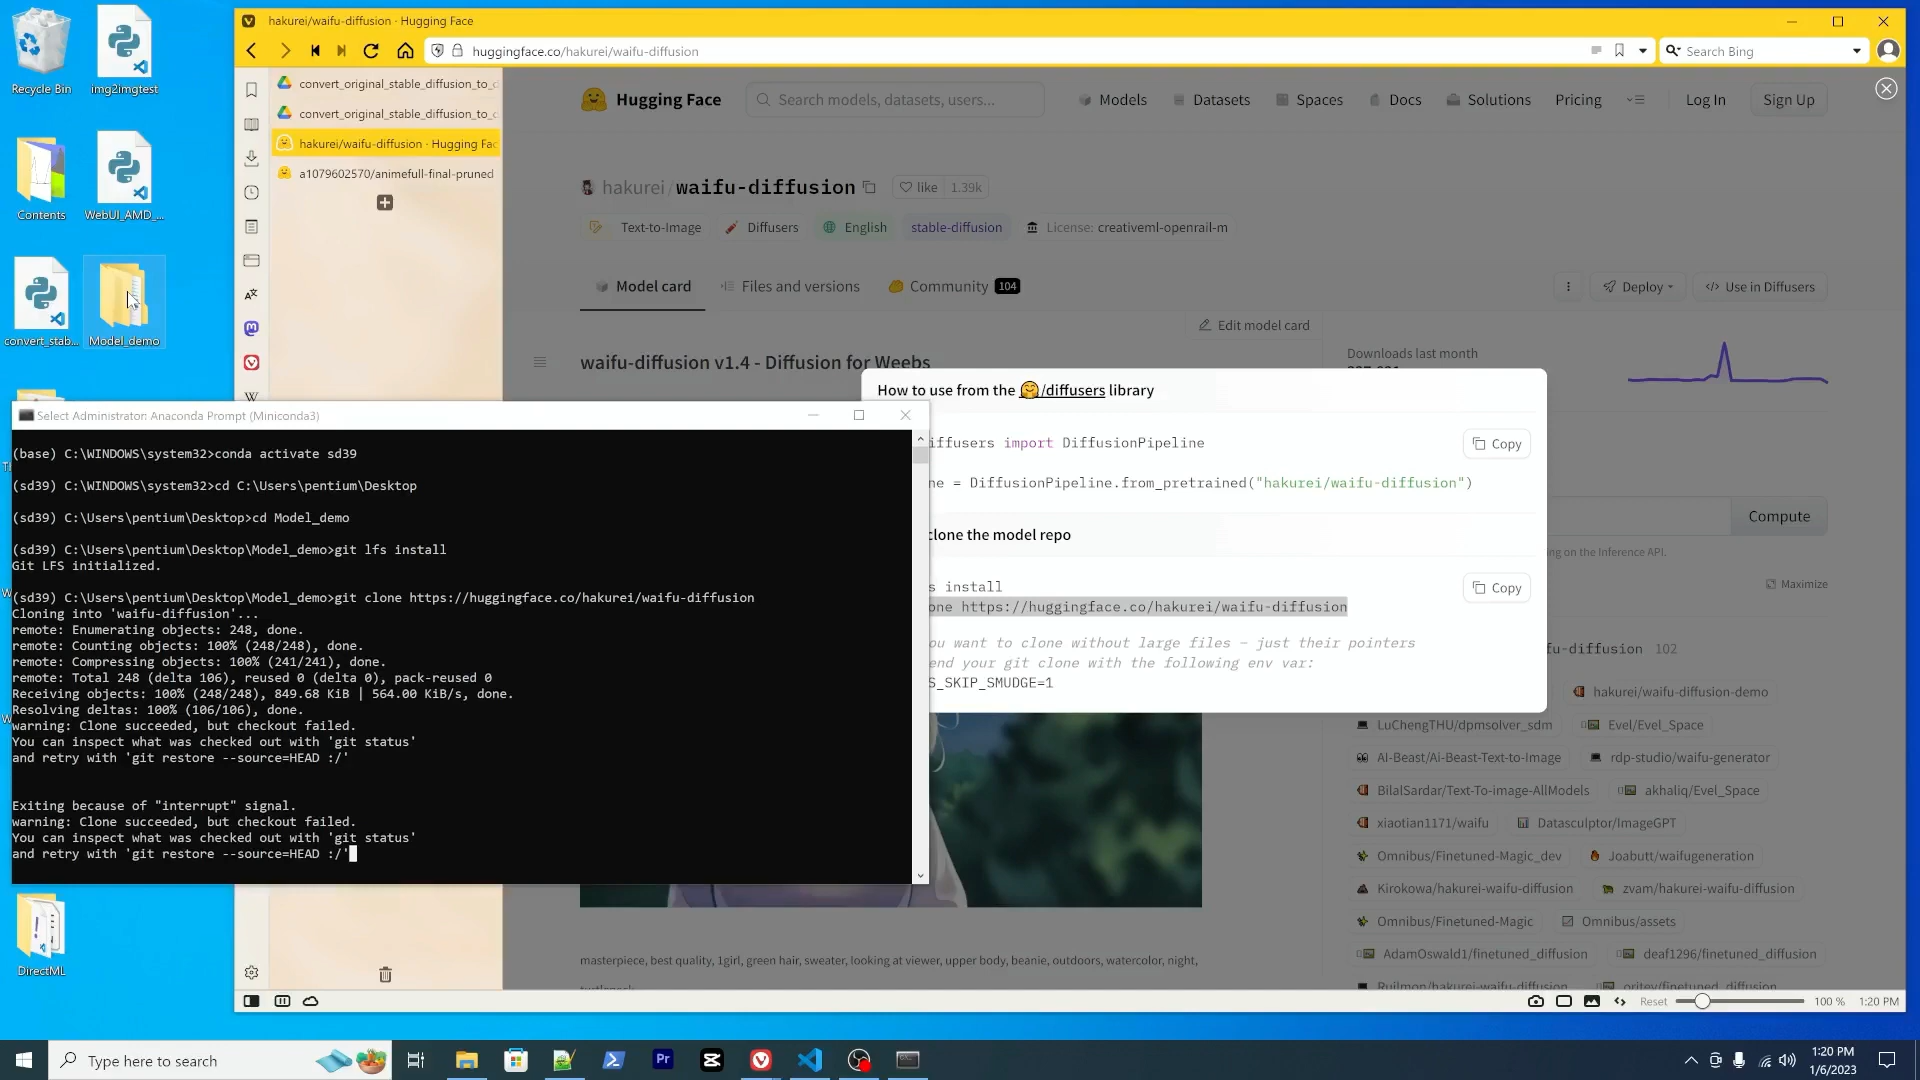 hakurei/waifu-diffusion · Hugging Face
huggingface.co/hakurei/waifu-diffusion
Search Bing
Recycle Bin
img2imgtest
Contents
WebUI_AMD_...
convert_stab...
Model_demo
DirectML
convert_original_stable_diffusion_to_d
convert_original_stable_diffusion_to_d
hakurei/waifu-diffusion · Hugging Fac
a1079602570/animefull-final-pruned
Hugging Face
Search models, datasets, users...
Models
Datasets
Spaces
Docs
Solutions
Pricing
Log In
Sign Up
hakurei/waifu-diffusion
like 1.39k
Text-to-Image
Diffusers
English
stable-diffusion
License: creativeml-openrail-m
Model card
Files and versions
Community 104
Deploy
</> Use in Diffusers
Edit model card
waifu-diffusion v1.4 - Diffusion for Weebs
Downloads last month
How to use from the 🤗/diffusers library
iffusers import DiffusionPipeline
Copy
ne = DiffusionPipeline.from_pretrained("hakurei/waifu-diffusion")
clone the model repo
s install
Copy
one https://huggingface.co/hakurei/waifu-diffusion
ou want to clone without large files – just their pointers
end your git clone with the following env var:
S_SKIP_SMUDGE=1
Compute
ng on the Inference API.
Maximize
fu-diffusion 102
hakurei/waifu-diffusion-demo
LuChengTHU/dpmsolver_sdm
Evel/Evel_Space
AI-Beast/Ai-Beast-Text-to-Image
rdp-studio/waifu-generator
BilalSardar/Text-To-image-AllModels
akhaliq/Evel_Space
xiaotian1171/waifu
Datasculptor/ImageGPT
Omnibus/Finetuned-Magic_dev
Joabutt/waifugeneration
Kirokowa/hakurei-waifu-diffusion
zvam/hakurei-waifu-diffusion
Omnibus/Finetuned-Magic
Omnibus/assets
AdamOswald1/finetuned_diffusion
deaf1296/finetuned_diffusion
Ruilmon/hakurei-waifu-diffusion
oritey/finetuned_diffusion
masterpiece, best quality, 1girl, green hair, sweater, looking at viewer, upper body, beanie, outdoors, watercolor, night,
turtleneck
Select Administrator: Anaconda Prompt (Miniconda3)
(base) C:\WINDOWS\system32>conda activate sd39
(sd39) C:\WINDOWS\system32>cd C:\Users\pentium\Desktop
(sd39) C:\Users\pentium\Desktop>cd Model_demo
(sd39) C:\Users\pentium\Desktop\Model_demo>git lfs install
Git LFS initialized.
(sd39) C:\Users\pentium\Desktop\Model_demo>git clone https://huggingface.co/hakurei/waifu-diffusion
Cloning into 'waifu-diffusion'...
remote: Enumerating objects: 248, done.
remote: Counting objects: 100% (248/248), done.
remote: Compressing objects: 100% (241/241), done.
remote: Total 248 (delta 106), reused 0 (delta 0), pack-reused 0
Receiving objects: 100% (248/248), 849.68 KiB | 564.00 KiB/s, done.
Resolving deltas: 100% (106/106), done.
warning: Clone succeeded, but checkout failed.
You can inspect what was checked out with 'git status'
and retry with 'git restore --source=HEAD :/'
Exiting because of "interrupt" signal.
warning: Clone succeeded, but checkout failed.
You can inspect what was checked out with 'git status'
and retry with 'git restore --source=HEAD :/'
Reset
100 %
1:20 PM
Type here to search
Pr
1:20 PM
1/6/2023